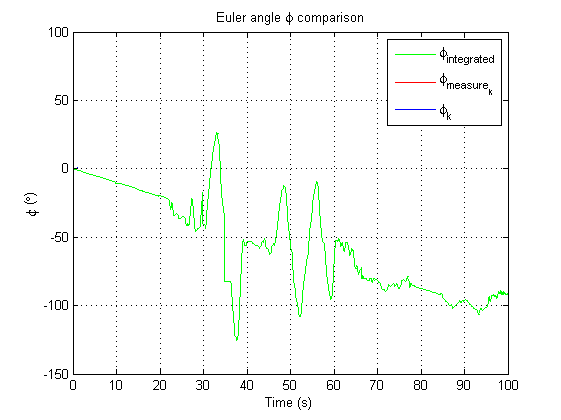 Euler angle ϕ comparison
100
50
0
-50
-100
-150
ϕ (°)
0 10 20 30 40 50 60 70 80 90 100
Time (s)
ϕintegrated
ϕmeasurek
ϕk